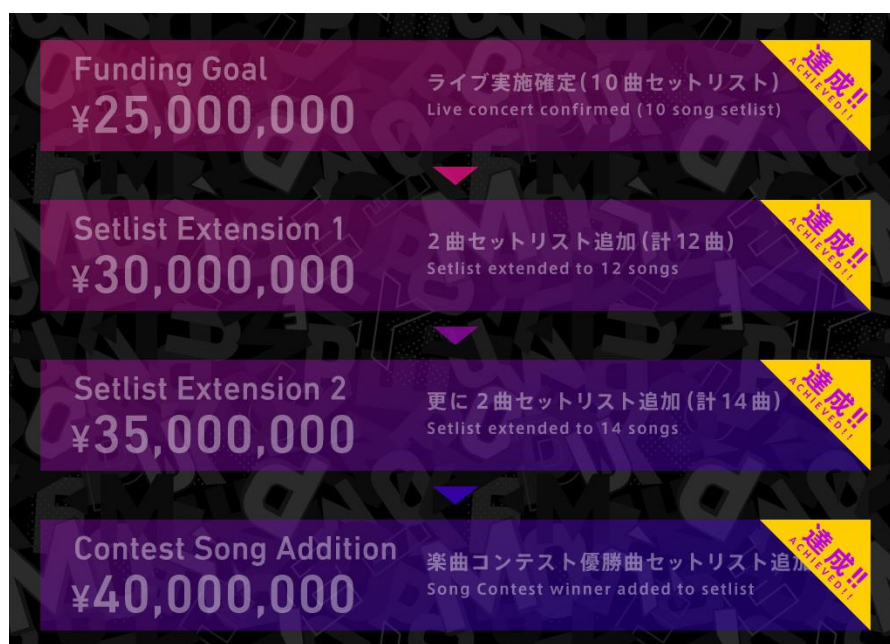 Funding Goal
¥25,000,000
ライブ実施確定(10曲セットリスト)
Live concert confirmed (10 song setlist)
達成!!
ACHIEVED!!
Setlist Extension 1
¥30,000,000
2曲セットリスト追加(計12曲)
Setlist extended to 12 songs
達成!!
ACHIEVED!!
Setlist Extension 2
¥35,000,000
更に2曲セットリスト追加(計14曲)
Setlist extended to 14 songs
達成!!
ACHIEVED!!
Contest Song Addition
¥40,000,000
楽曲コンテスト優勝曲セットリスト追加
Song Contest winner added to setlist
達成!!
ACHIEVED!!